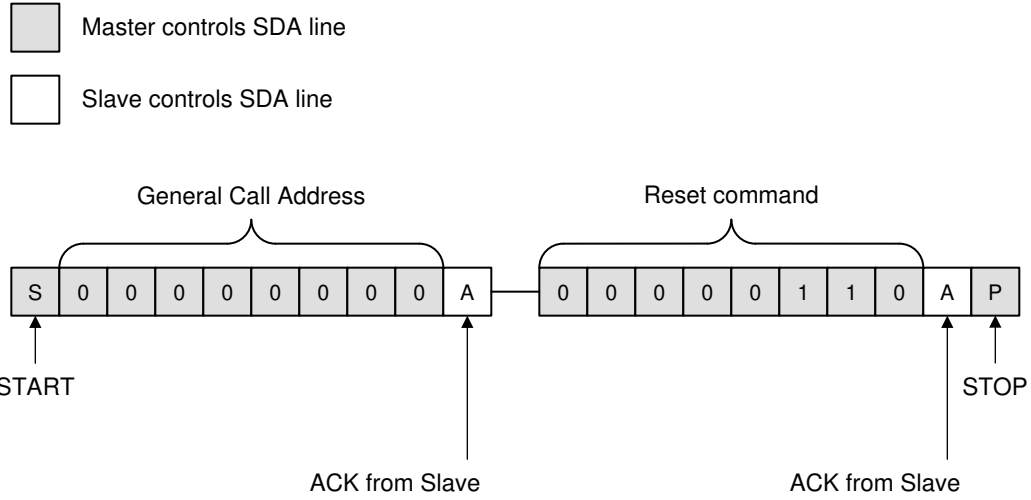 Master controls SDA line
Slave controls SDA line
General Call Address
Reset command
S 0 0 0 0 0 0 0 0 A 0 0 0 0 0 1 1 0 A P
START
STOP
ACK from Slave
ACK from Slave